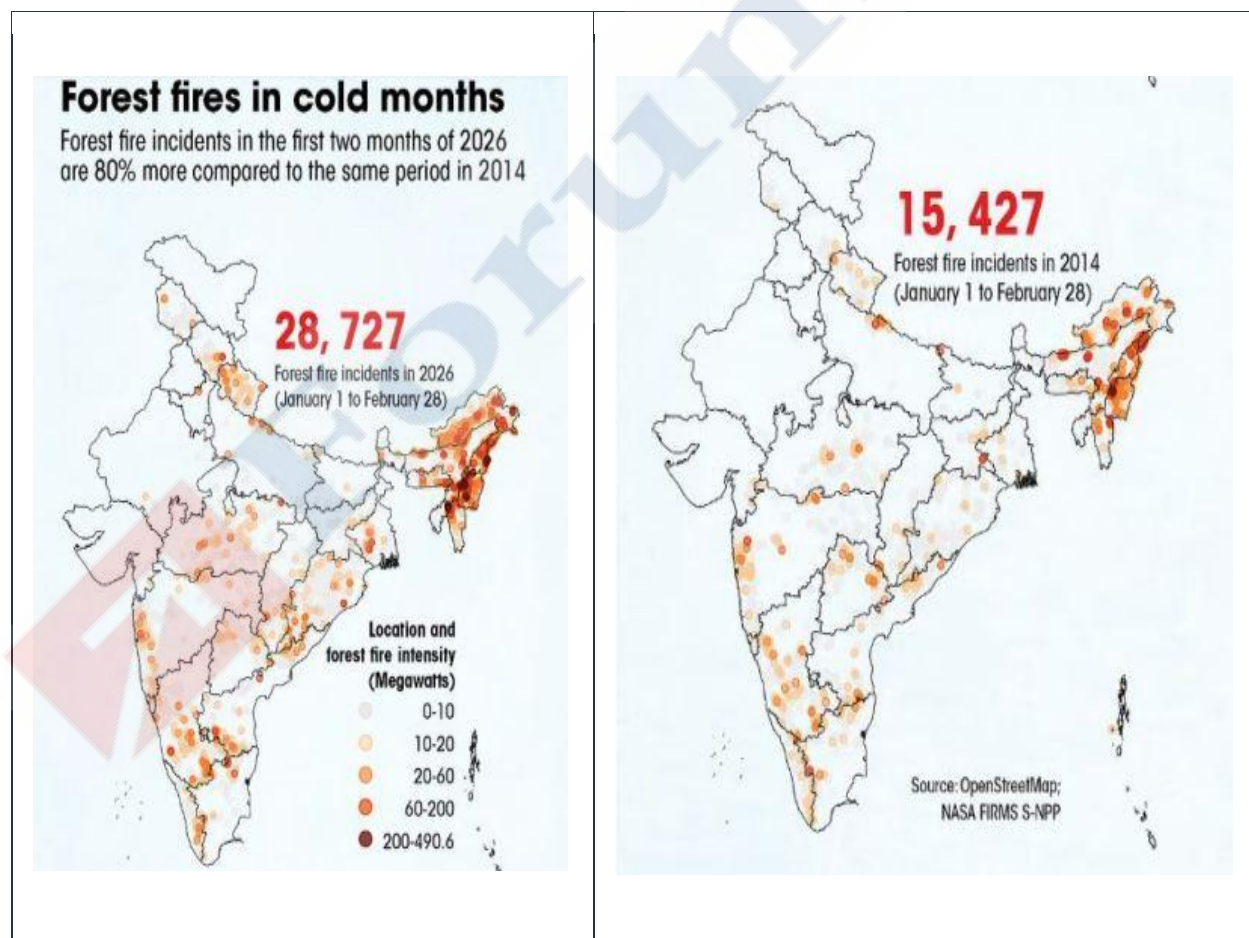 Forest fires in cold months
Forest fire incidents in the first two months of 2026
are 80% more compared to the same period in 2014
28, 727
Forest fire incidents in 2026
(January 1 to February 28)
Location and
forest fire intensity
(Megawatts)
0-10
10-20
20-60
60-200
200-490.6
15, 427
Forest fire incidents in 2014
(January 1 to February 28)
Source: OpenStreetMap;
NASA FIRMS S-NPP
Forum